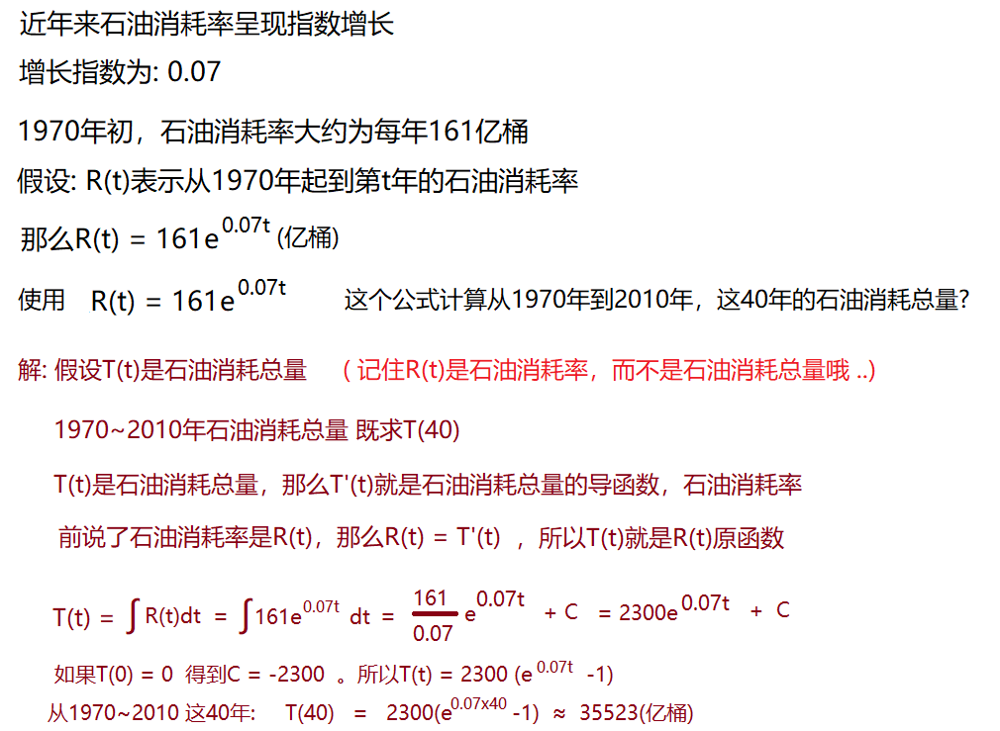 近年来石油消耗率呈现指数增长
增长指数为: 0.07
1970年初，石油消耗率大约为每年161亿桶
假设: R(t)表示从1970年起到第t年的石油消耗率
那么R(t) = 161e^0.07t (亿桶)
使用 R(t) = 161e^0.07t 这个公式计算从1970年到2010年，这40年的石油消耗总量?
解: 假设T(t)是石油消耗总量 ( 记住R(t)是石油消耗率，而不是石油消耗总量哦 ..)
1970~2010年石油消耗总量 既求T(40)
T(t)是石油消耗总量，那么T'(t)就是石油消耗总量的导函数，石油消耗率
前说了石油消耗率是R(t)，那么R(t) = T'(t) ，所以T(t)就是R(t)原函数
T(t) = ∫R(t)dt = ∫161e^0.07t dt = 161/0.07 e^0.07t + C = 2300e^0.07t + C
如果T(0) = 0 得到C = -2300 。所以T(t) = 2300 (e^0.07t -1)
从1970~2010 这40年: T(40) = 2300(e^0.07x40 -1) ≈ 35523(亿桶)